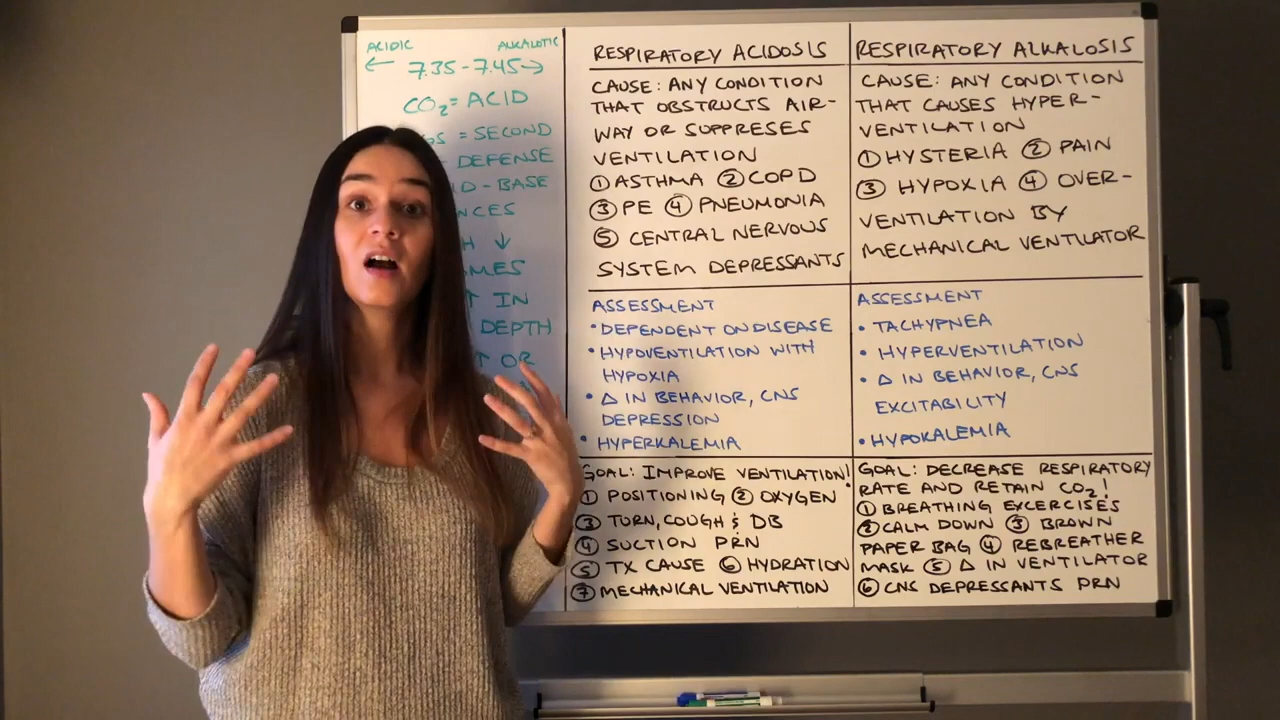 ACIDIC ALKALOTIC
← 7.35-7.45 →
CO₂ = ACID
= SECOND
DEFENSE
- BASE
↓
↑ IN
DEPTH
↑ OR
RESPIRATORY ACIDOSIS
CAUSE: ANY CONDITION
THAT OBSTRUCTS AIR-
WAY OR SUPPRESES
VENTILATION
① ASTHMA ② COPD
③ PE ④ PNEUMONIA
⑤ CENTRAL NERVOUS
SYSTEM DEPRESSANTS
ASSESSMENT
• DEPENDENT ON DISEASE
• HYPOVENTILATION WITH
HYPOXIA
• Δ IN BEHAVIOR, CNS
DEPRESSION
• HYPERKALEMIA
GOAL: IMPROVE VENTILATION!
① POSITIONING ② OXYGEN
③ TURN, COUGH & DB
④ SUCTION PRN
⑤ TX CAUSE ⑥ HYDRATION
⑦ MECHANICAL VENTILATION
RESPIRATORY ALKALOSIS
CAUSE: ANY CONDITION
THAT CAUSES HYPER-
VENTILATION
① HYSTERIA ② PAIN
③ HYPOXIA ④ OVER-
VENTILATION BY
MECHANICAL VENTILATOR
ASSESSMENT
• TACHYPNEA
• HYPERVENTILATION
• Δ IN BEHAVIOR, CNS
EXCITABILITY
• HYPOKALEMIA
GOAL: DECREASE RESPIRATORY
RATE AND RETAIN CO₂!
① BREATHING EXCERCISES
② CALM DOWN ③ BROWN
PAPER BAG ④ REBREATHER
MASK ⑤ Δ IN VENTILATOR
⑥ CNS DEPRESSANTS PRN